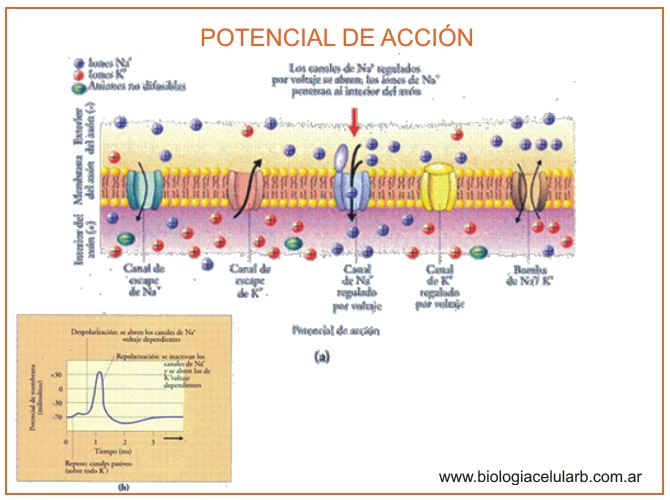 POTENCIAL DE ACCIÓN
Iones Na+
Iones K+
Aniones no difusibles
Los canales de Na+ regulados
por voltaje se abren; los iones de Na+
penetran al interior del axón
Exterior
del axón (+)
Membrana
del axón
Interior del
axón (-)
Canal de
escape
de Na+
Canal de
escape
de K+
Canal
de Na+
regulado
por voltaje
Canal
de K+
regulado
por voltaje
Bomba
de Na+/ K+
Potencial de acción
(a)
Despolarización: se abren los canales de Na+
voltaje dependientes
Repolarización: se inactivan los
canales de Na+
y se abren los de
K+voltaje
dependientes
Potencial de membrana
(milivoltios)
+30
0
-30
-70
0 1 2 3
Tiempo (ms)
Reposo: canales pasivos
(sobre todo K+)
(b)
www.biologiacelularb.com.ar